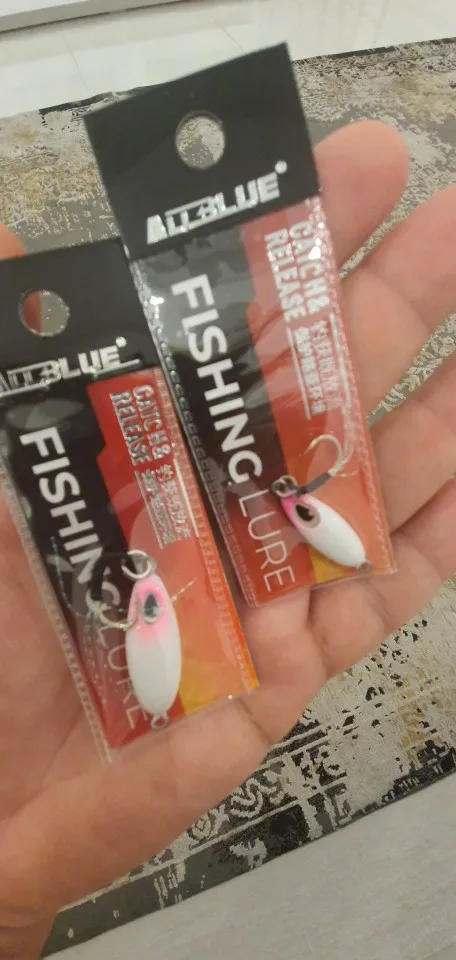 ALLBLUE®
CATCH&
RELEASE
FISHING LURE
ALLBLUE®
CATCH&
RELEASE
FISHING LURE